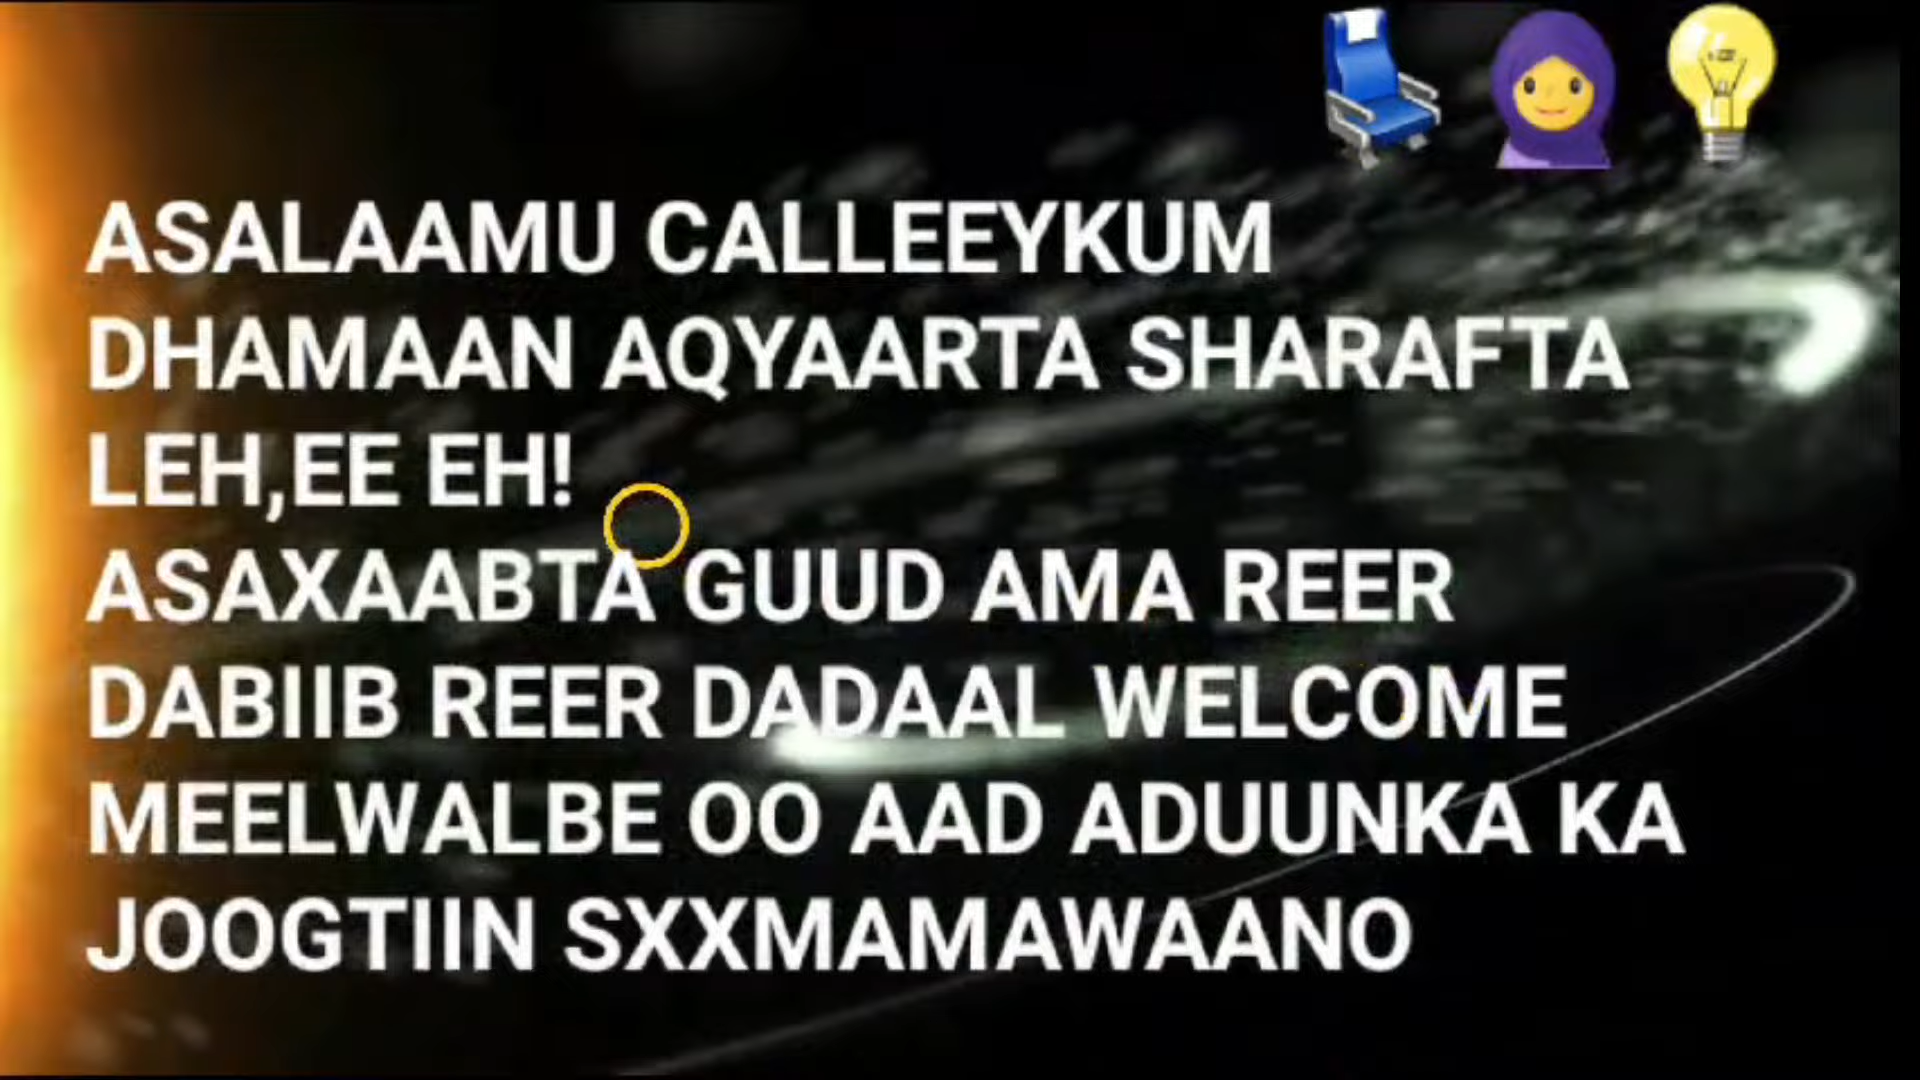 ASALAAMU CALLEEYKUM
DHAMAAN AQYAARTA SHARAFTA
LEH,EE EH!
ASAXAABTA GUUD AMA REER
DABIIB REER DADAAL WELCOME
MEELWALBE OO AAD ADUUNKA KA
JOOGTIIN SXXMAMAWAANO